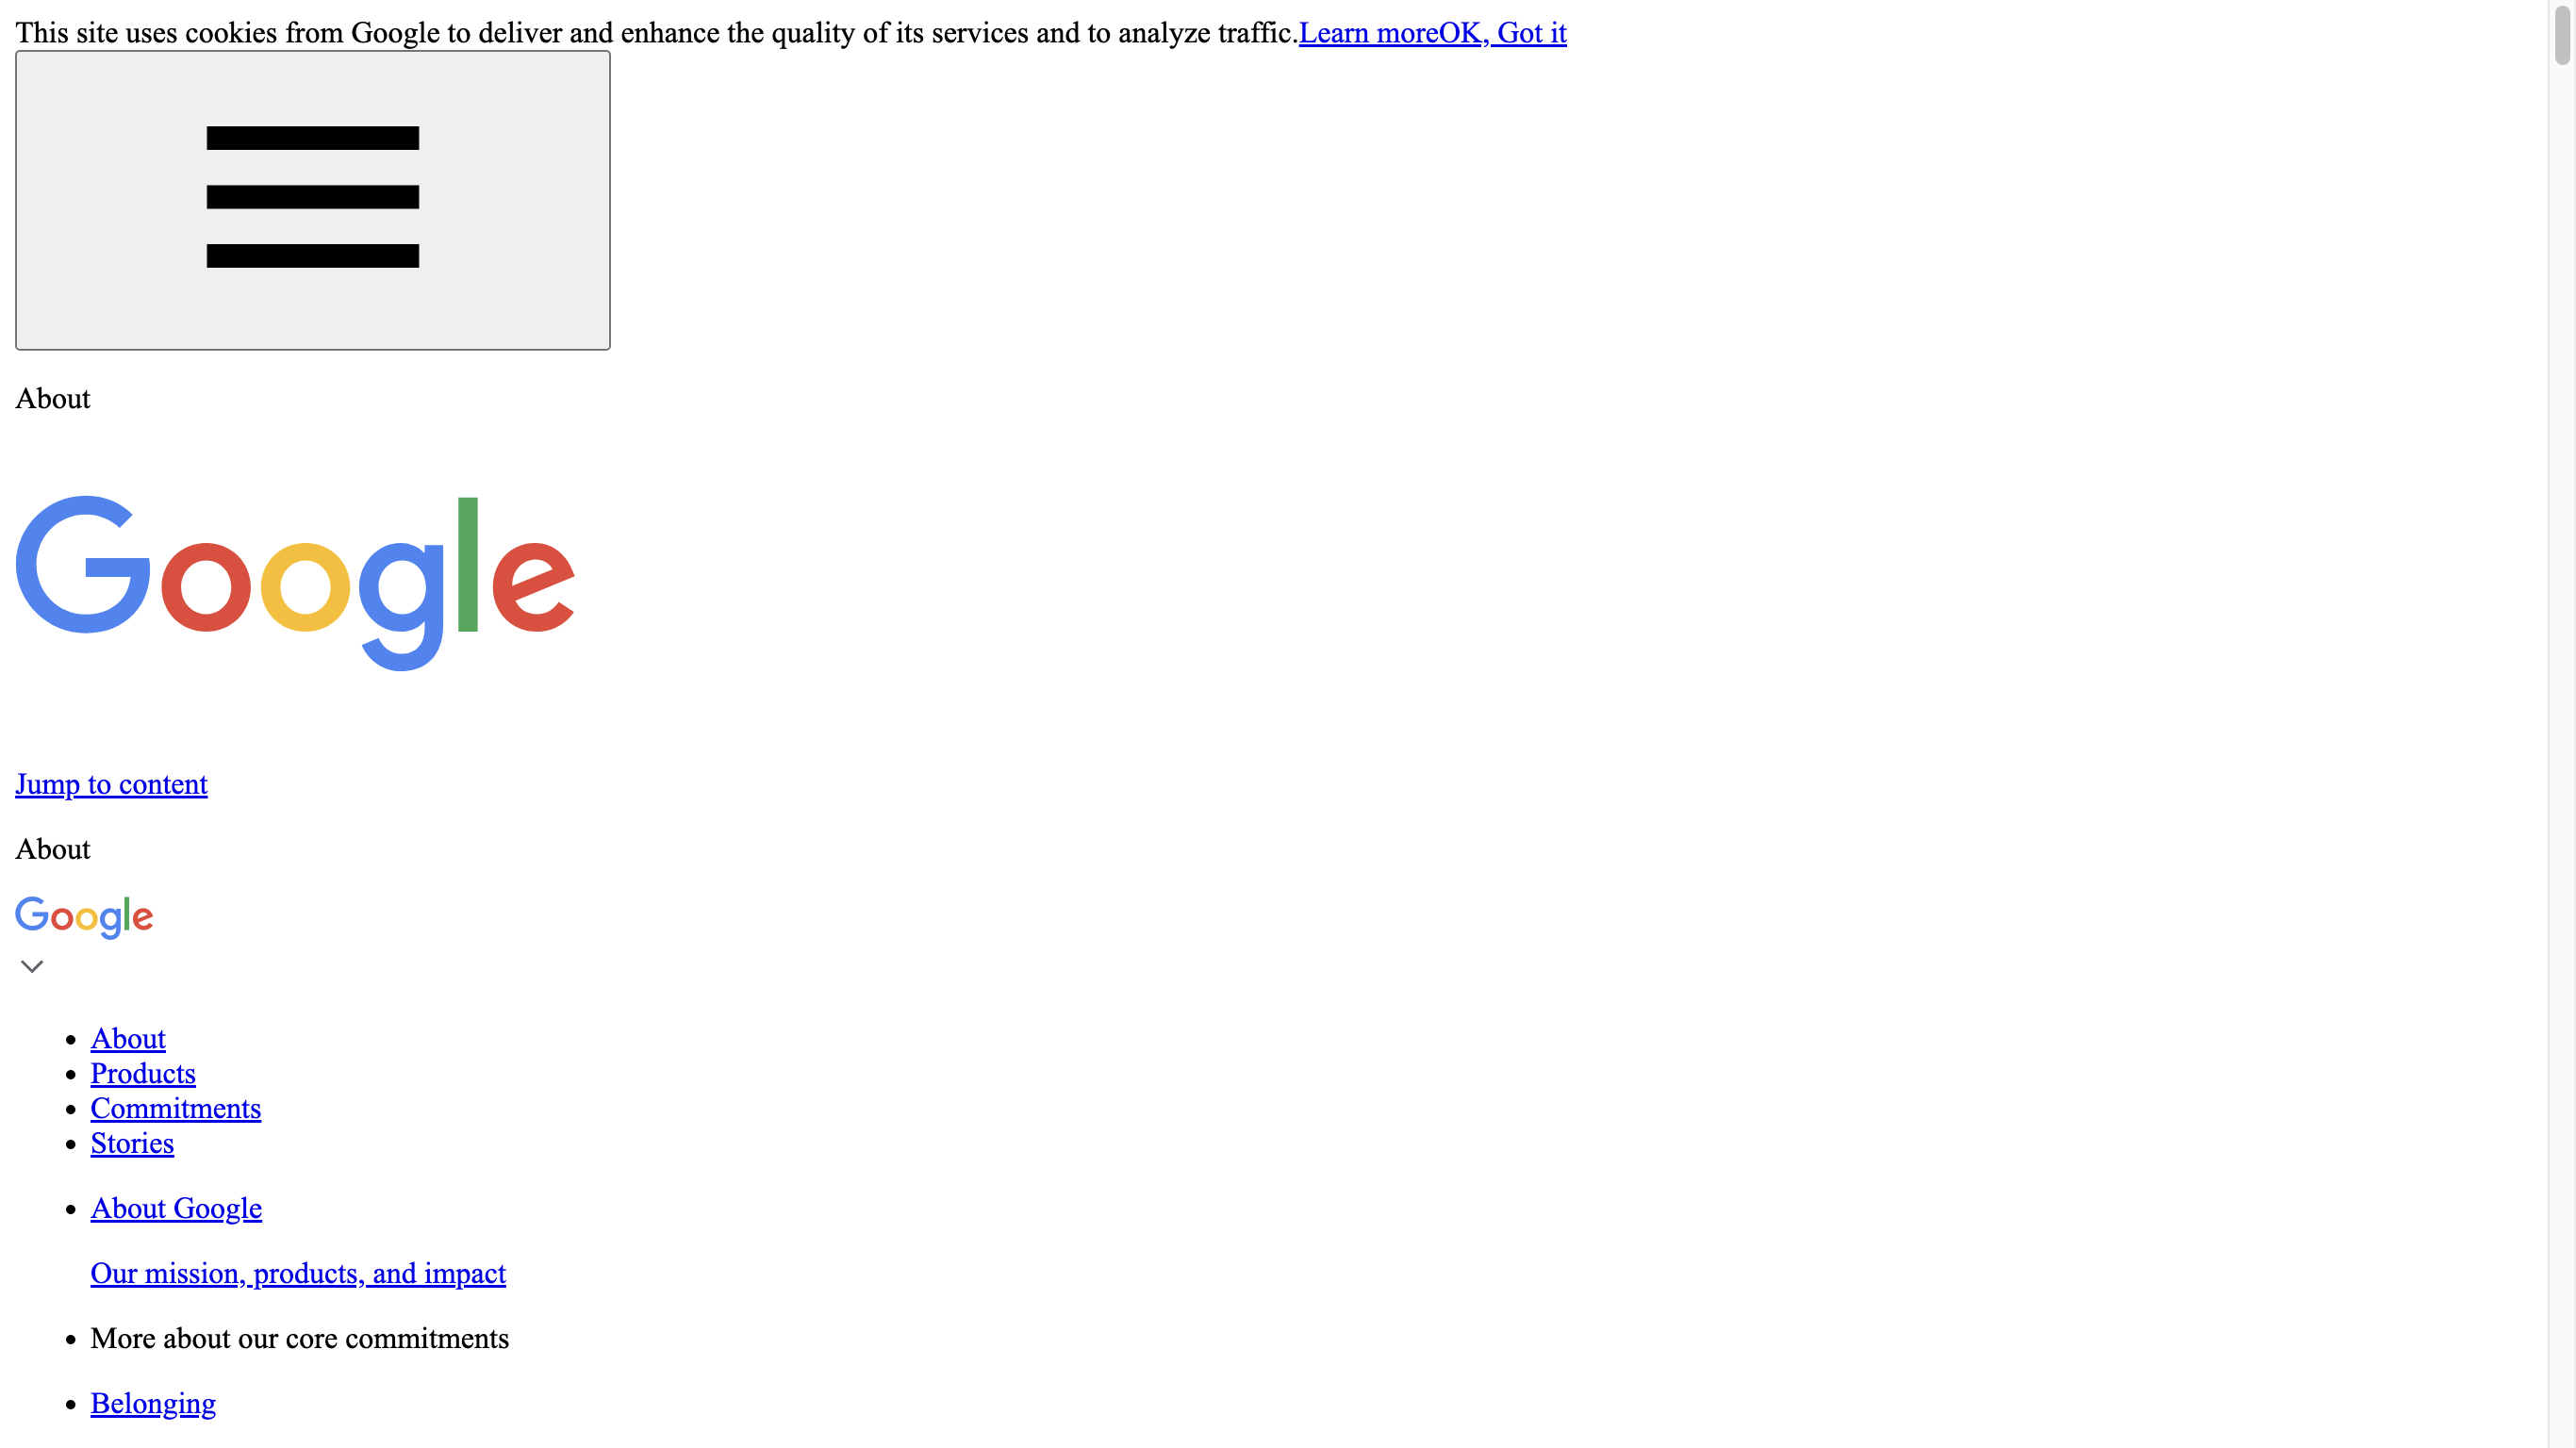 This site uses cookies from Google to deliver and enhance the quality of its services and to analyze traffic.Learn moreOK, Got it
About
Google
Jump to content
About
Google
About
Products
Commitments
Stories
About Google
Our mission, products, and impact
More about our core commitments
Belonging